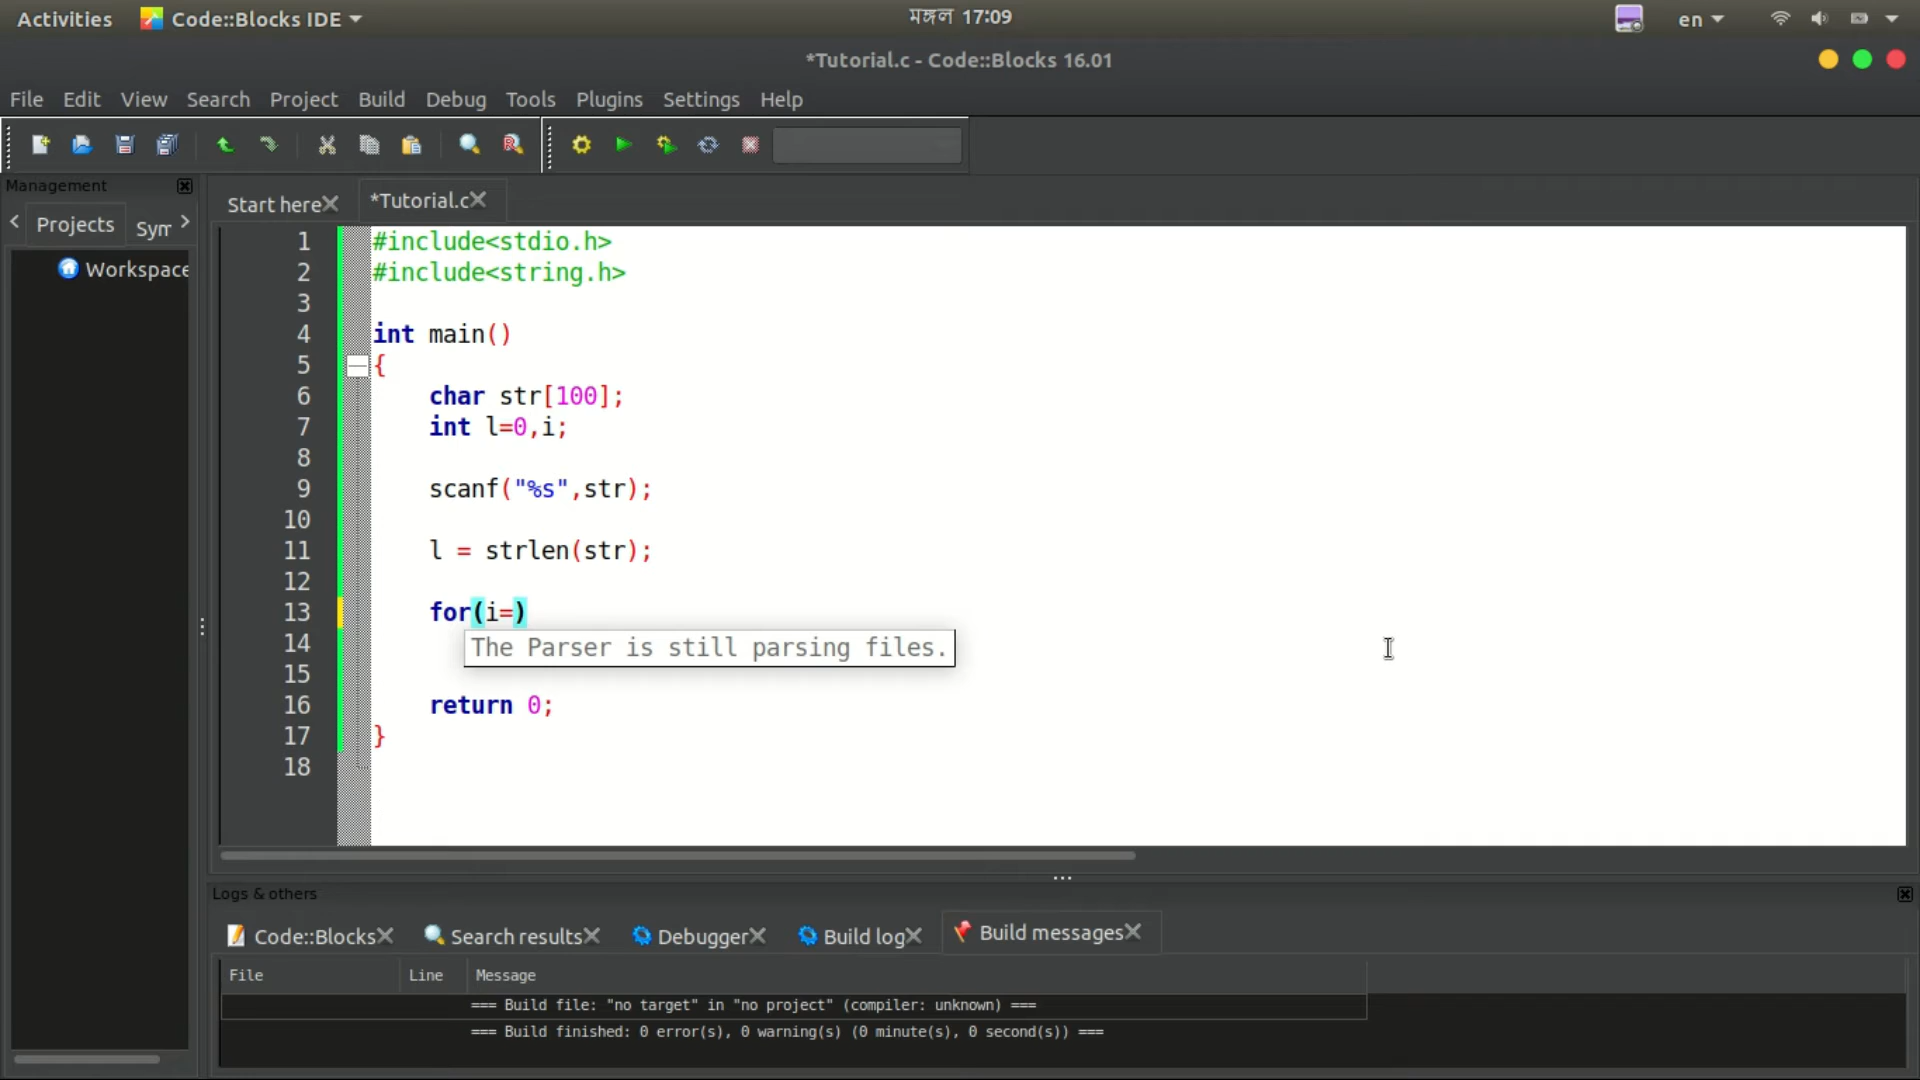 Activities Code::Blocks IDE মঙ্গল 17:09 en
*Tutorial.c - Code::Blocks 16.01
File Edit View Search Project Build Debug Tools Plugins Settings Help
Management
Projects Sym
Workspace
Start here *Tutorial.c
1 #include<stdio.h>
2 #include<string.h>
3
4 int main()
5 {
6 char str[100];
7 int l=0,i;
8
9 scanf("%s",str);
10
11 l = strlen(str);
12
13 for(i=)
14 The Parser is still parsing files.
15
16 return 0;
17 }
18
Logs & others
Code::Blocks Search results Debugger Build log Build messages
File Line Message
=== Build file: "no target" in "no project" (compiler: unknown) ===
=== Build finished: 0 error(s), 0 warning(s) (0 minute(s), 0 second(s)) ===